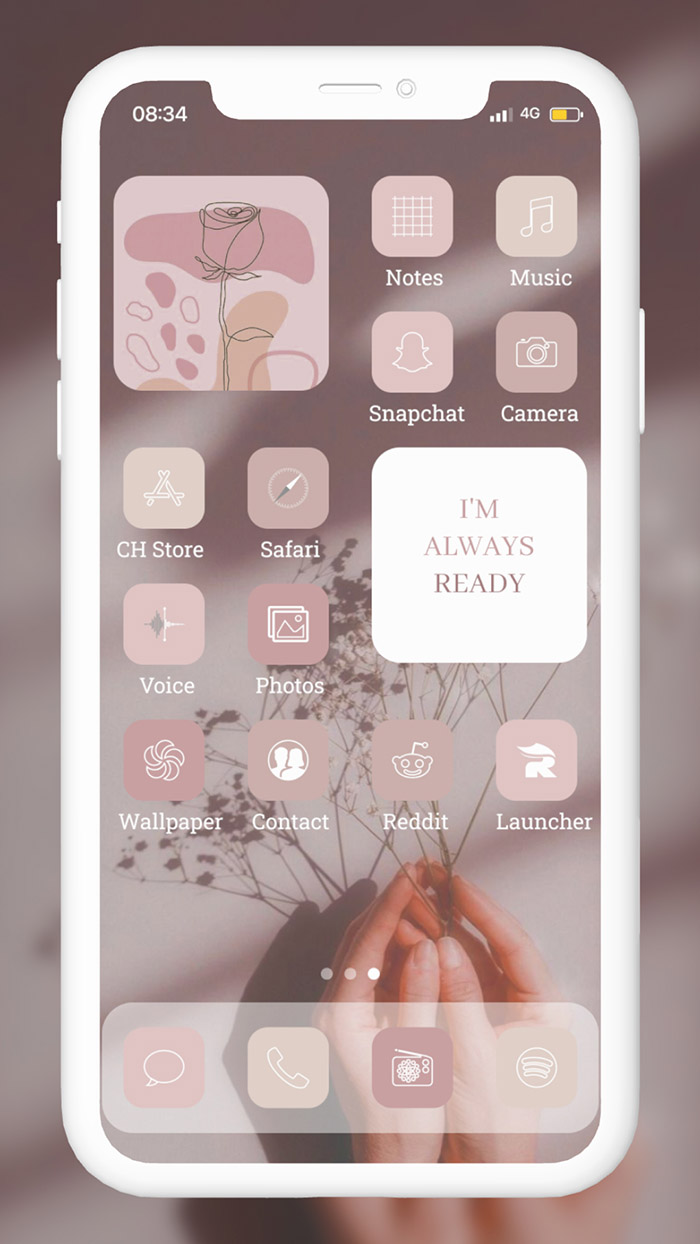 08:34
4G
Notes
Music
Snapchat
Camera
CH Store
Safari
I'M
ALWAYS
READY
Voice
Photos
Wallpaper
Contact
Reddit
Launcher